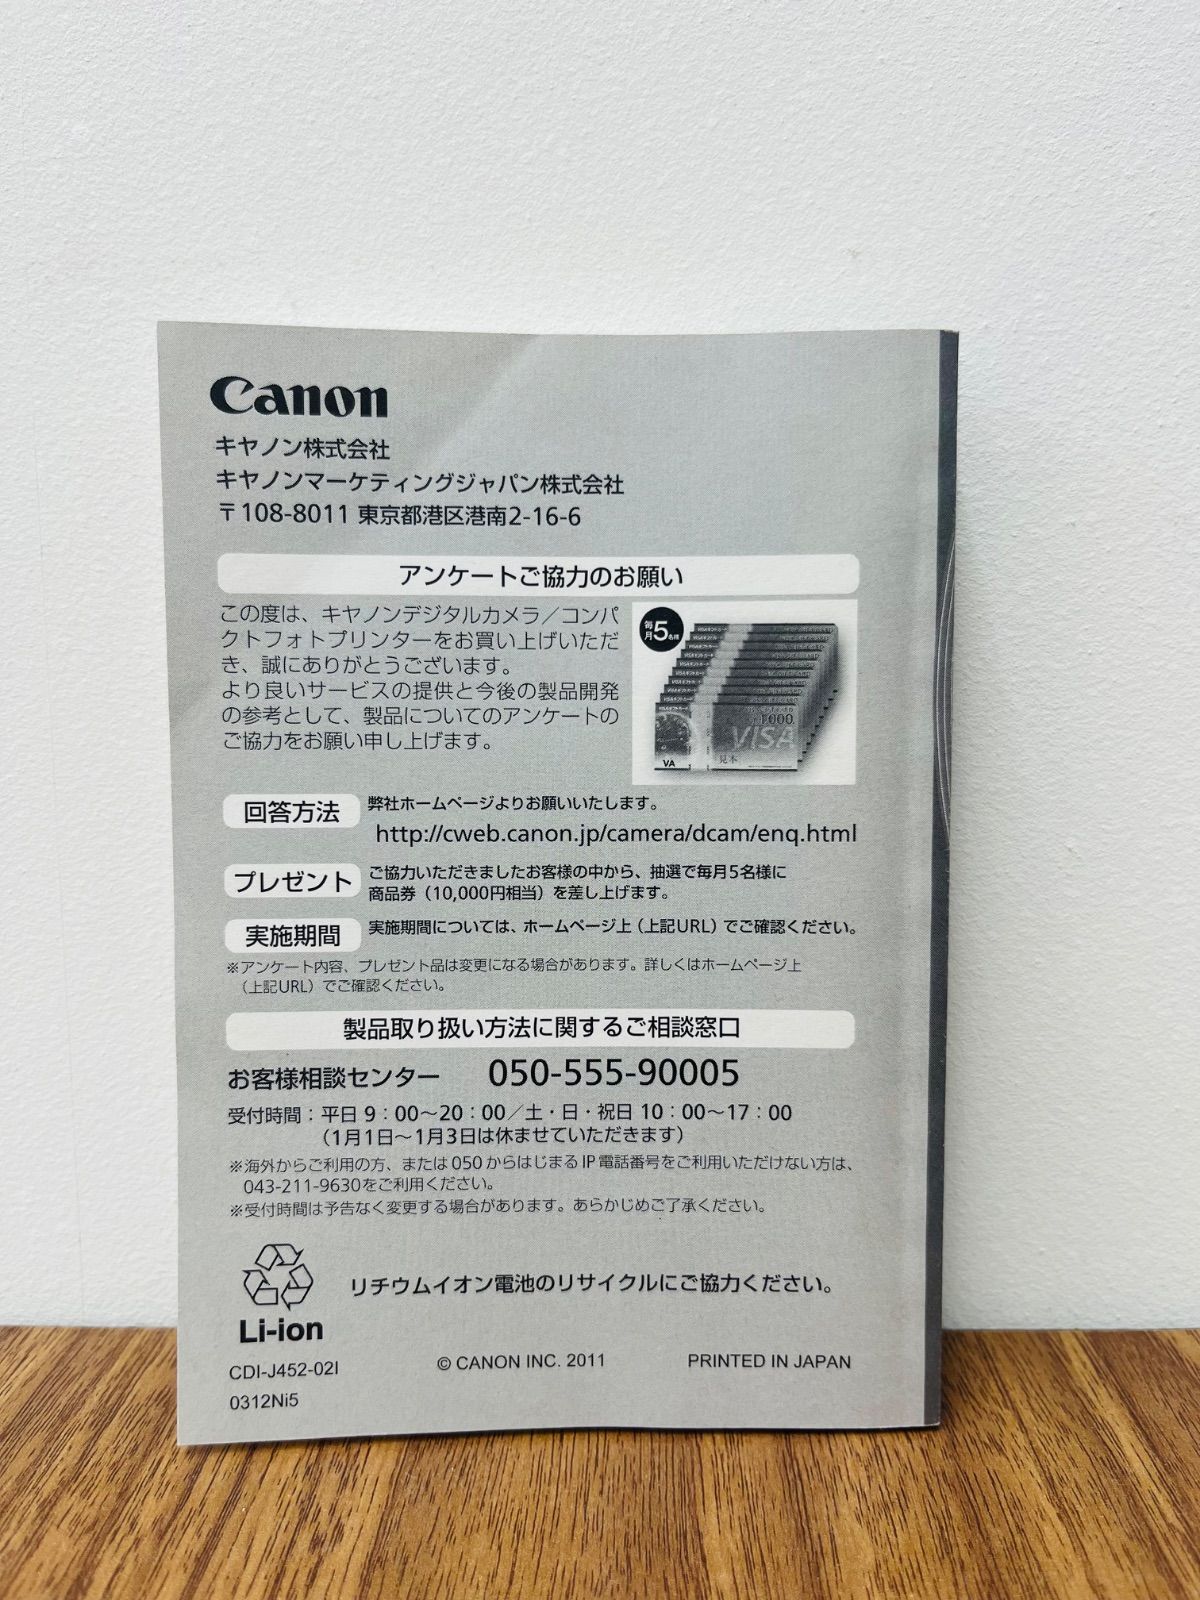 Canon
キヤノン株式会社
キヤノンマーケティングジャパン株式会社
〒108-8011 東京都港区港南2-16-6
アンケートご協力のお願い
この度は、キヤノンデジタルカメラ／コンパ
クトフォトプリンターをお買い上げいただ
き、誠にありがとうございます。
より良いサービスの提供と今後の製品開発
の参考として、製品についてのアンケートの
ご協力をお願い申し上げます。
毎月5名様
1000
VISA
VA
見本
回答方法
弊社ホームページよりお願いいたします。
http://cweb.canon.jp/camera/dcam/enq.html
プレゼント
ご協力いただきましたお客様の中から、抽選で毎月5名様に
商品券（10,000円相当）を差し上げます。
実施期間
実施期間については、ホームページ上（上記URL）でご確認ください。
※アンケート内容、プレゼント品は変更になる場合があります。詳しくはホームページ上
（上記URL）でご確認ください。
製品取り扱い方法に関するご相談窓口
お客様相談センター 050-555-90005
受付時間：平日 9：00～20：00／土・日・祝日 10：00～17：00
（1月1日～1月3日は休ませていただきます）
※海外からご利用の方、または050からはじまるIP電話番号をご利用いただけない方は、
043-211-9630をご利用ください。
※受付時間は予告なく変更する場合があります。あらかじめご了承ください。
リチウムイオン電池のリサイクルにご協力ください。
Li-ion
CDI-J452-02I
© CANON INC. 2011
PRINTED IN JAPAN
0312Ni5